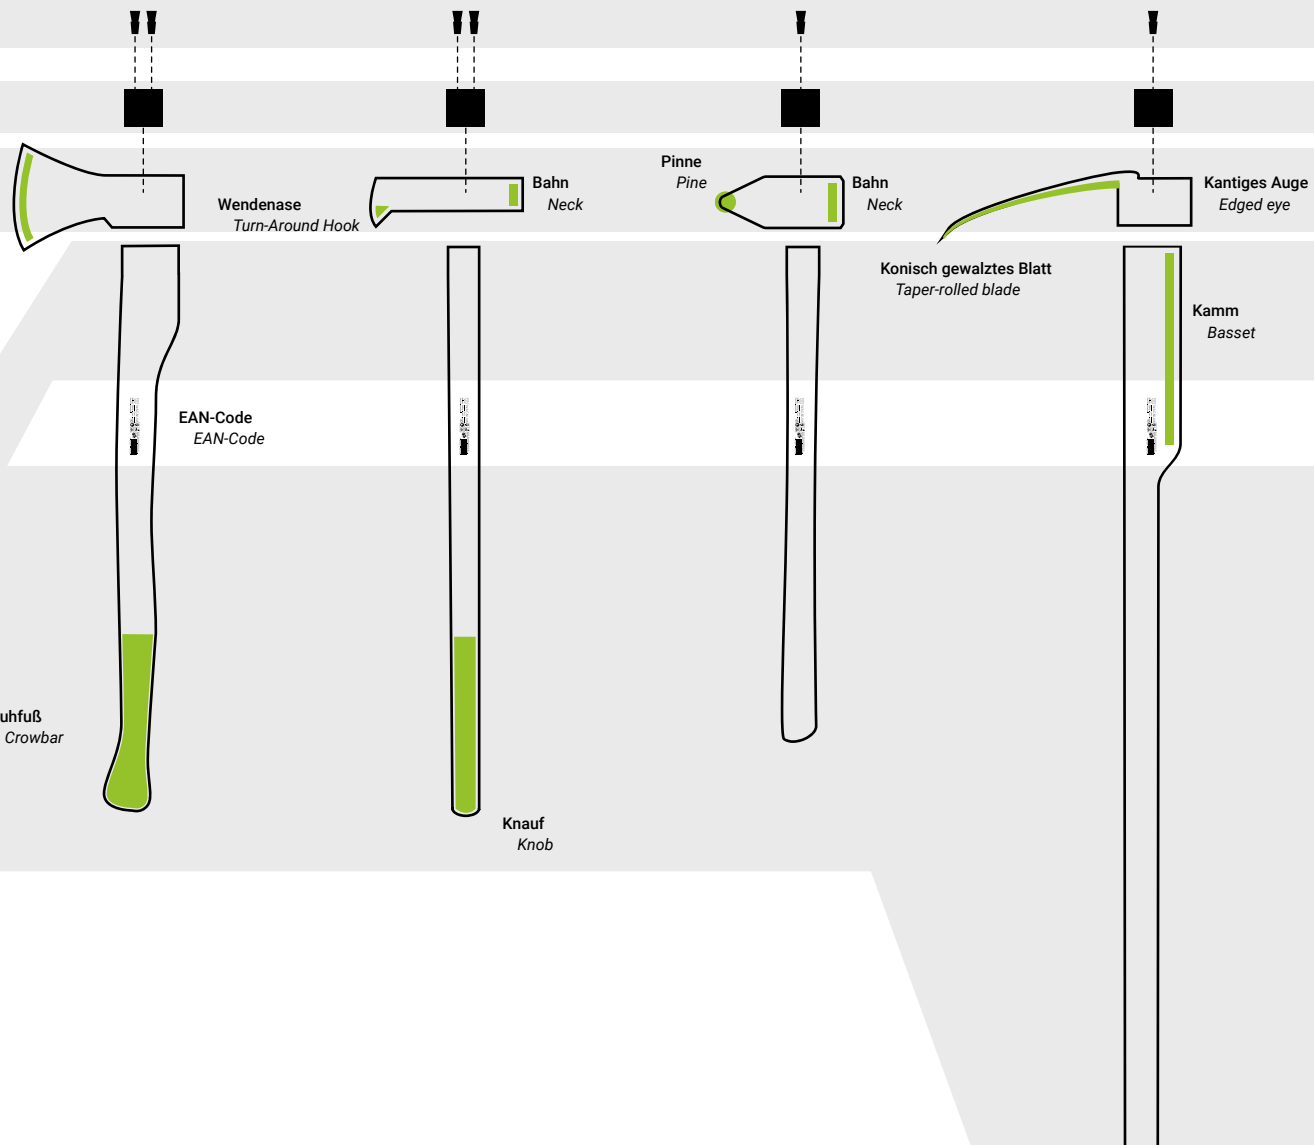 Pinne
Pine
Bahn
Neck
Bahn
Neck
Kantiges Auge
Edged eye
Wendenase
Turn-Around Hook
Konisch gewalztes Blatt
Taper-rolled blade
Kamm
Basset
EAN-Code
EAN-Code
uhfuß
Crowbar
Knauf
Knob